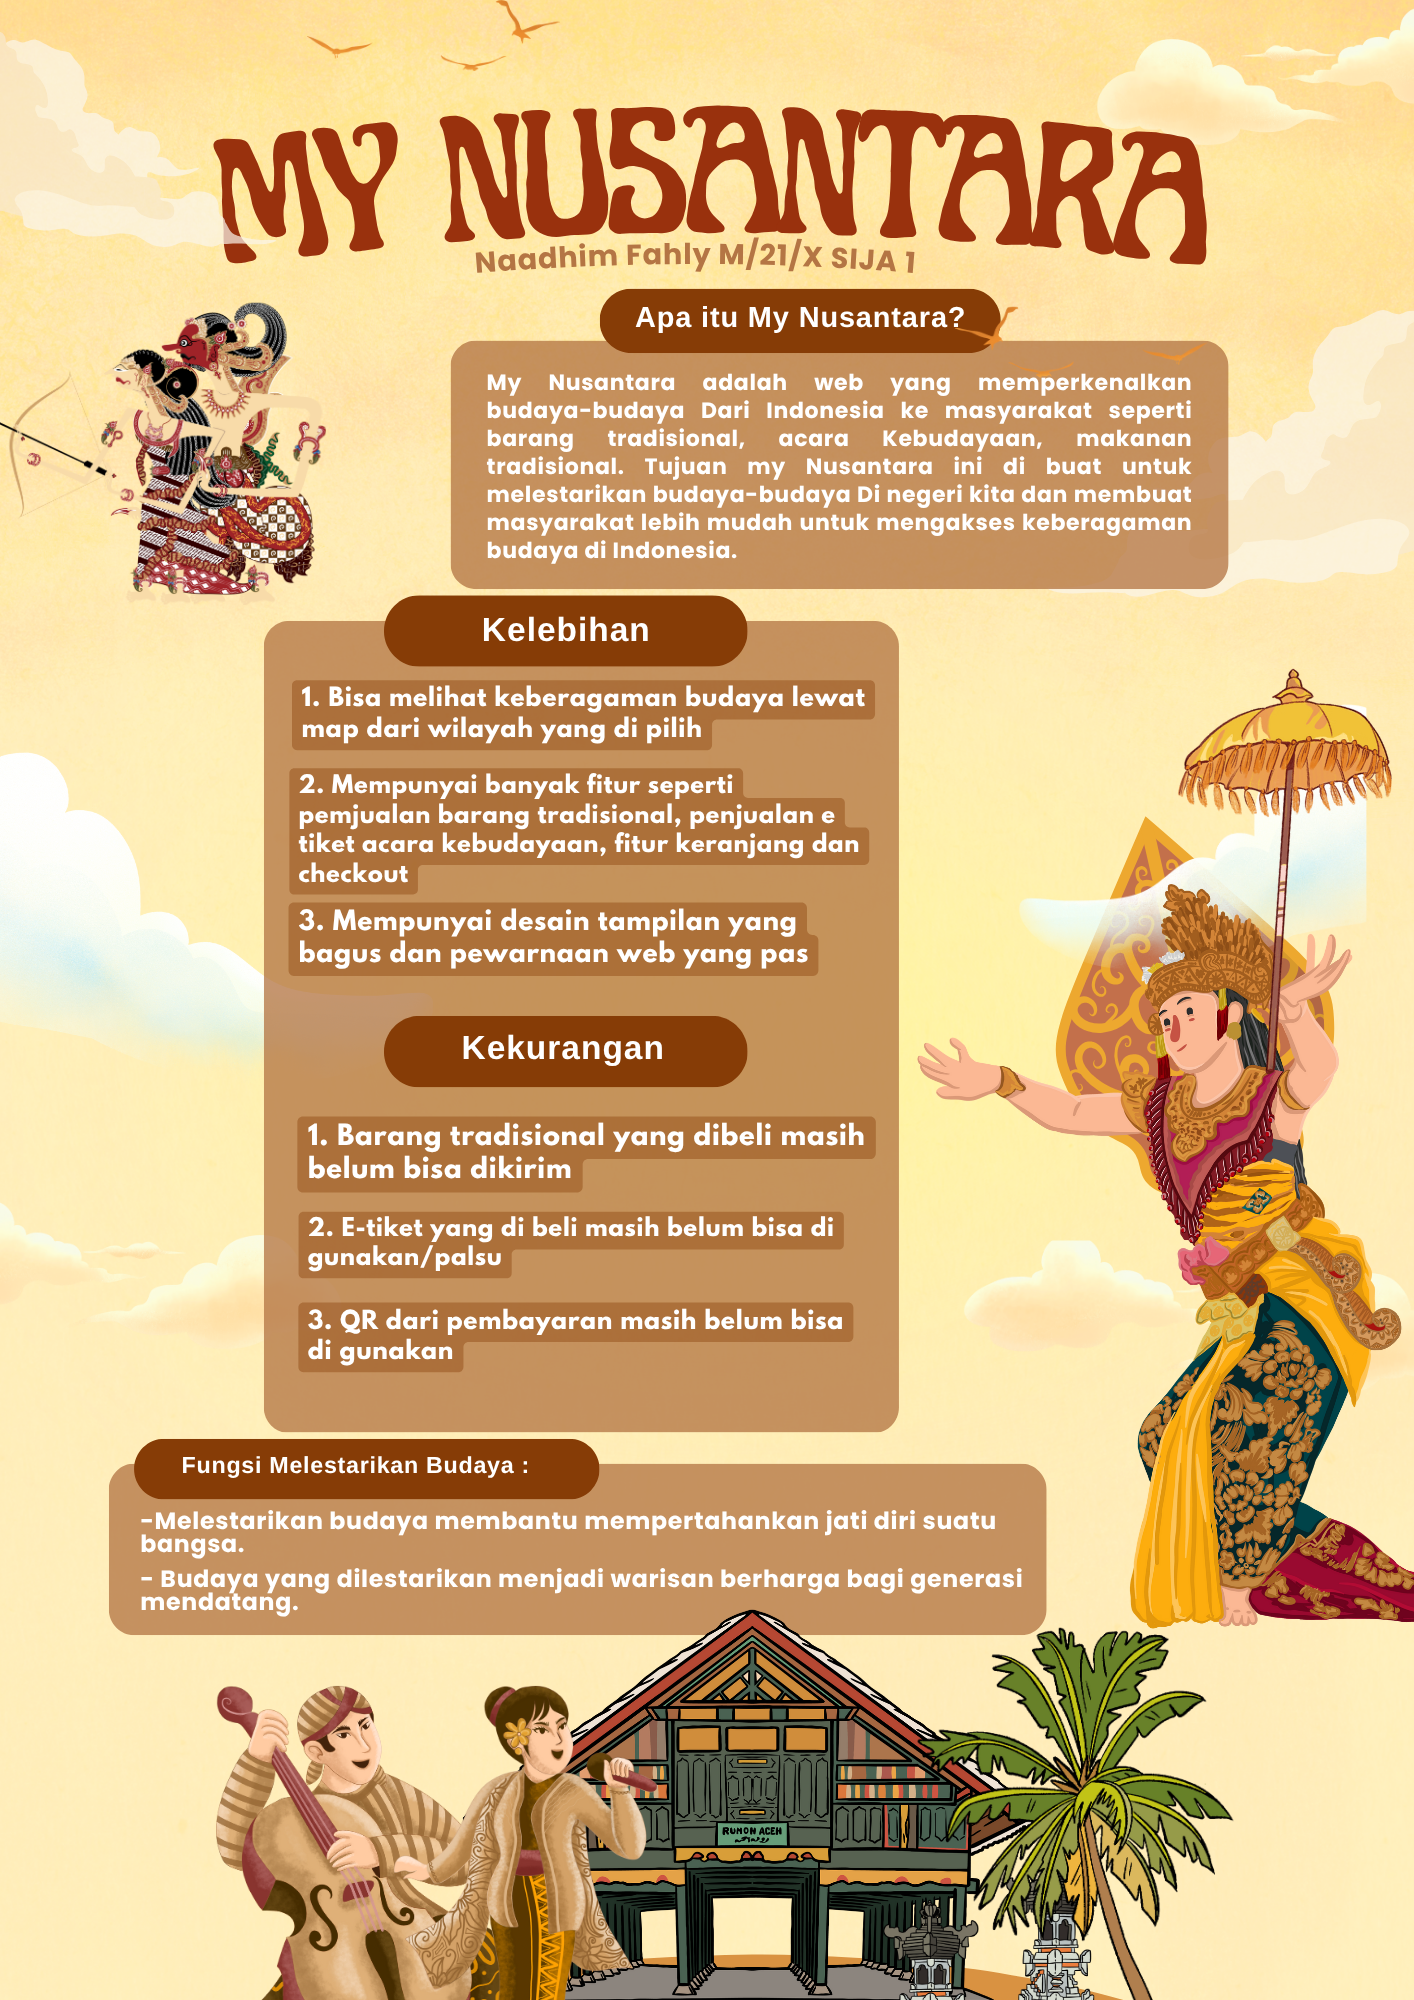 MY NUSANTARA
Naadhim Fahly M/21/X SIJA 1
Apa itu My Nusantara?
My Nusantara adalah web yang memperkenalkan
budaya-budaya Dari Indonesia ke masyarakat seperti
barang tradisional, acara Kebudayaan, makanan
tradisional. Tujuan my Nusantara ini di buat untuk
melestarikan budaya-budaya Di negeri kita dan membuat
masyarakat lebih mudah untuk mengakses keberagaman
budaya di Indonesia.
Kelebihan
1. Bisa melihat keberagaman budaya lewat
map dari wilayah yang di pilih
2. Mempunyai banyak fitur seperti
pemjualan barang tradisional, penjualan e
tiket acara kebudayaan, fitur keranjang dan
checkout
3. Mempunyai desain tampilan yang
bagus dan pewarnaan web yang pas
Kekurangan
1. Barang tradisional yang dibeli masih
belum bisa dikirim
2. E-tiket yang di beli masih belum bisa di
gunakan/palsu
3. QR dari pembayaran masih belum bisa
di gunakan
Fungsi Melestarikan Budaya :
-Melestarikan budaya membantu mempertahankan jati diri suatu
bangsa.
- Budaya yang dilestarikan menjadi warisan berharga bagi generasi
mendatang.
RUMOH ACEH